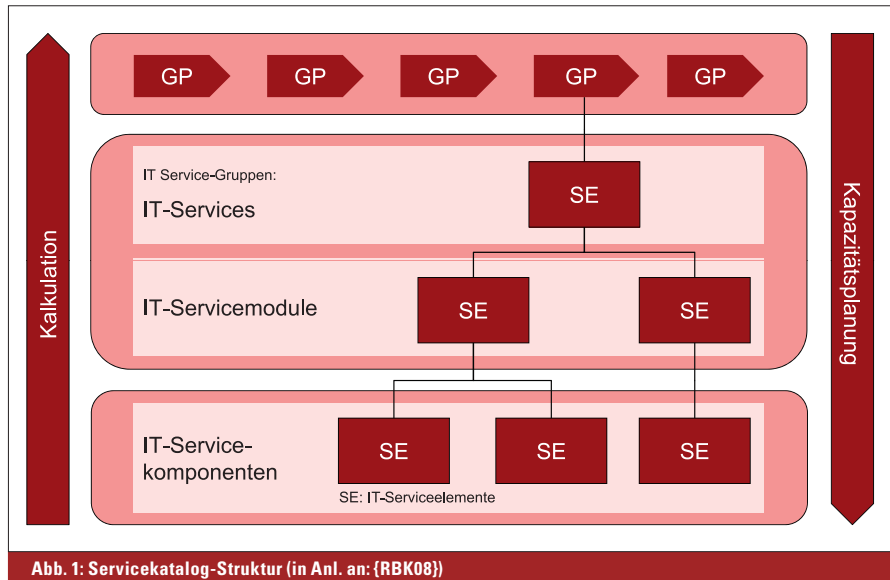 Kalkulation
GP GP GP GP GP
IT Service-Gruppen:
IT-Services
SE
IT-Servicemodule
SE SE
IT-Service-
komponenten
SE SE SE
SE: IT-Serviceelemente
Kapazitätsplanung
Abb. 1: Servicekatalog-Struktur (in Anl. an: {RBK08})